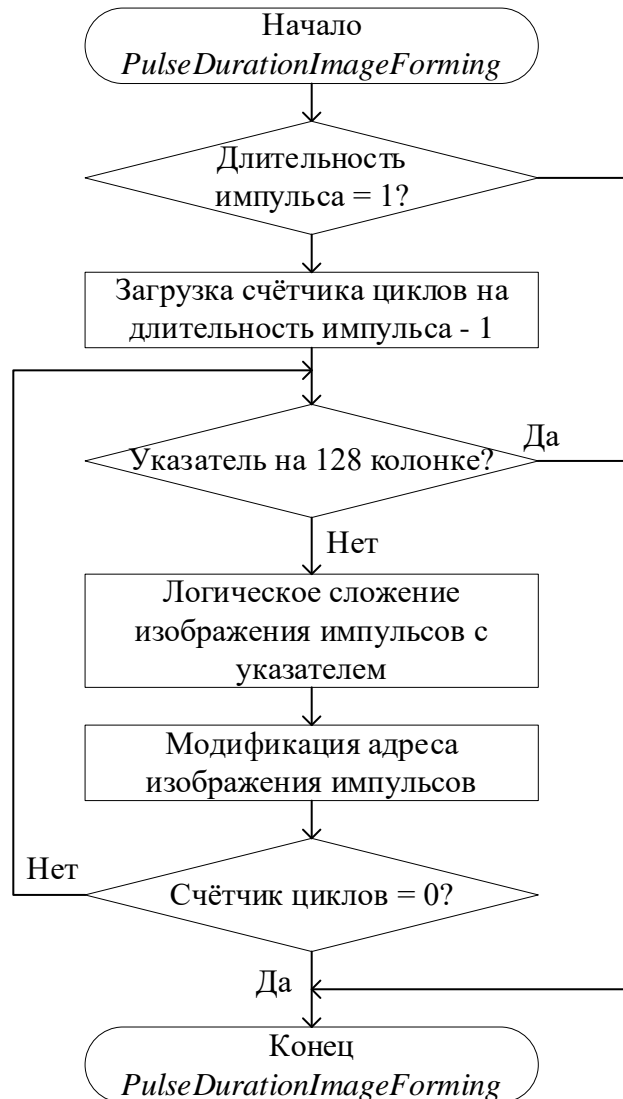 Начало
PulseDurationImageForming
Длительность
импульса = 1?
Загрузка счётчика циклов на
длительность импульса - 1
Указатель на 128 колонке?
Да
Нет
Логическое сложение
изображения импульсов с
указателем
Модификация адреса
изображения импульсов
Нет
Счётчик циклов = 0?
Да
Конец
PulseDurationImageForming